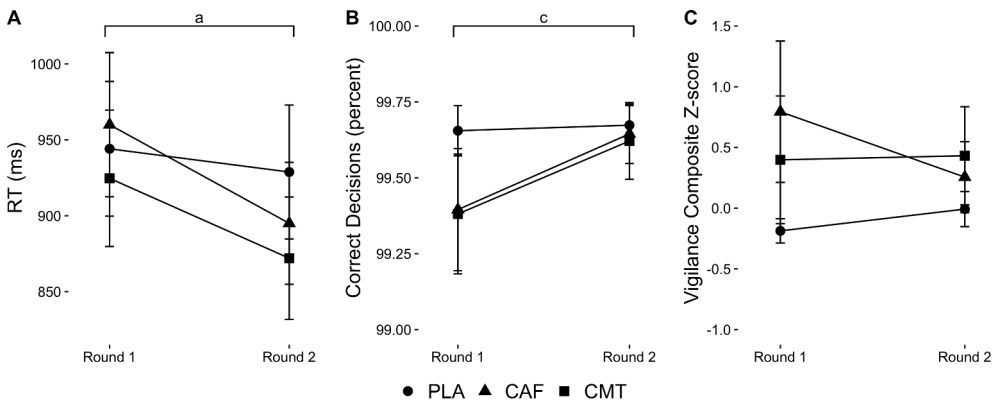 A
a
RT (ms)
1000
950
900
850
Round 1
Round 2
B
c
Correct Decisions (percent)
100.00
99.75
99.50
99.25
99.00
Round 1
Round 2
C
Vigilance Composite Z-score
1.5
1.0
0.5
0.0
-0.5
-1.0
Round 1
Round 2
PLA CAF CMT